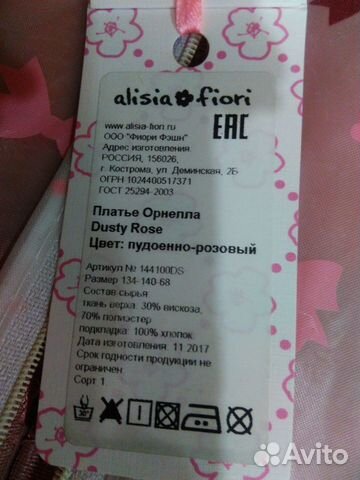 alisia fiori
www.alisia-fiori.ru
ООО "Фиори Фэшн"
Адрес изготовления:
РОССИЯ, 156026,
г. Кострома, ул. Деминская, 2Б
ОГРН 1024400517371
ГОСТ 25294-2003
ЕАС
Платье Орнелла
Dusty Rose
Цвет: пудоенно-розовый
Артикул № 144100DS
Размер 134-140-68
Состав сырья:
ткань верха: 30% вискоза,
70% полиэстер
подкладка: 100% хлопок
Дата изготовления: 11.2017
Срок годности продукции не
ограничен
Сорт 1
30°
Avito